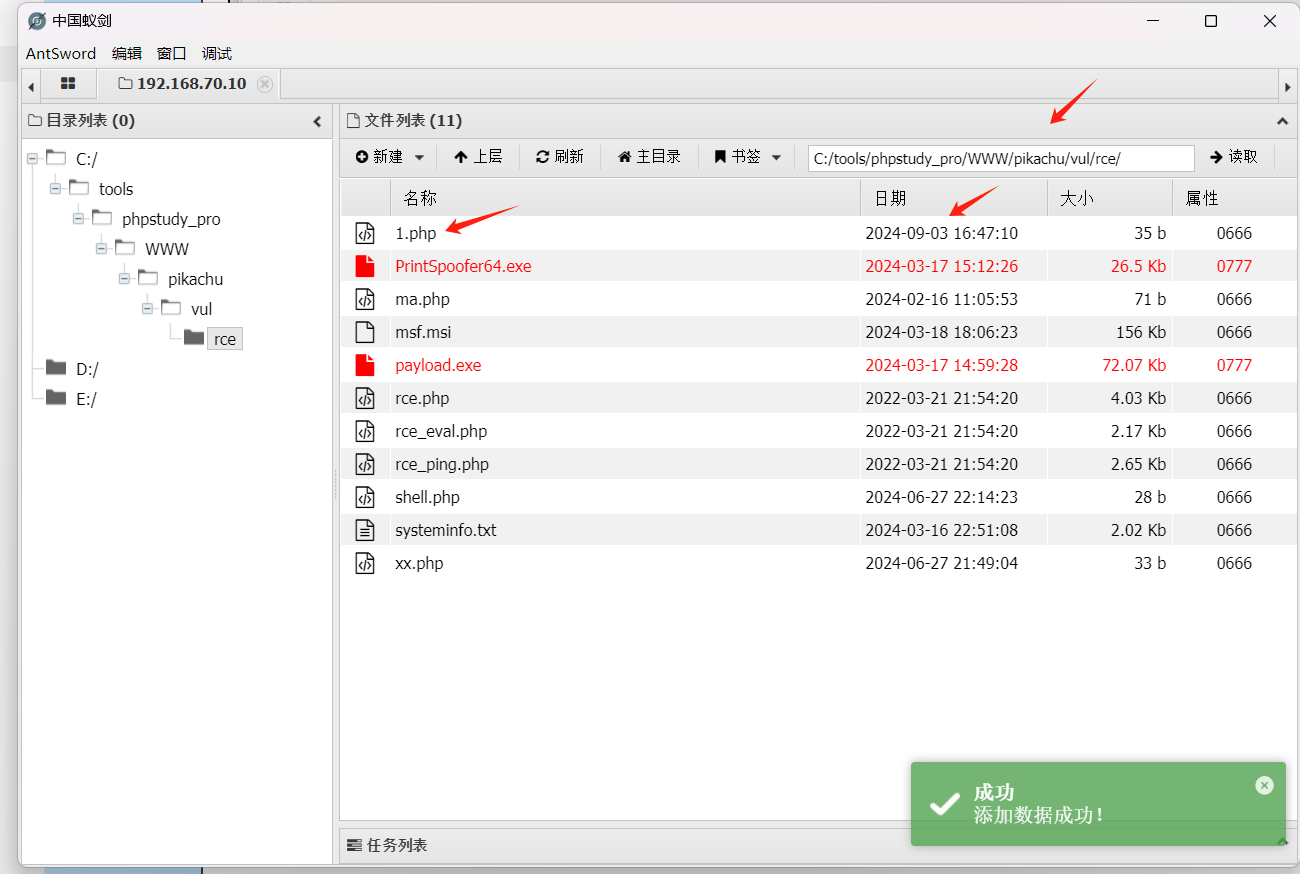 中国蚁剑
AntSword 编辑 窗口 调试
192.168.70.10
目录列表 (0)
C:/
tools
phpstudy_pro
WWW
pikachu
vul
rce
D:/
E:/
文件列表 (11)
新建 上层 刷新 主目录 书签 C:/tools/phpstudy_pro/WWW/pikachu/vul/rce/ 读取
名称 日期 大小 属性
1.php 2024-09-03 16:47:10 35 b 0666
PrintSpoofer64.exe 2024-03-17 15:12:26 26.5 Kb 0777
ma.php 2024-02-16 11:05:53 71 b 0666
msf.msi 2024-03-18 18:06:23 156 Kb 0666
payload.exe 2024-03-17 14:59:28 72.07 Kb 0777
rce.php 2022-03-21 21:54:20 4.03 Kb 0666
rce_eval.php 2022-03-21 21:54:20 2.17 Kb 0666
rce_ping.php 2022-03-21 21:54:20 2.65 Kb 0666
shell.php 2024-06-27 22:14:23 28 b 0666
systeminfo.txt 2024-03-16 22:51:08 2.02 Kb 0666
xx.php 2024-06-27 21:49:04 33 b 0666
成功
添加数据成功！
任务列表